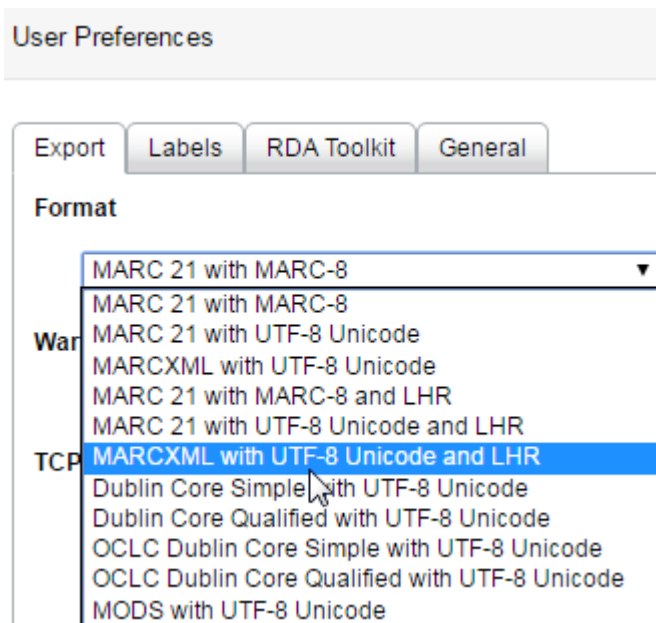 User Preferences
Export Labels RDA Toolkit General
Format
MARC 21 with MARC-8
MARC 21 with MARC-8
MARC 21 with UTF-8 Unicode
MARCXML with UTF-8 Unicode
MARC 21 with MARC-8 and LHR
MARC 21 with UTF-8 Unicode and LHR
TCP MARCXML with UTF-8 Unicode and LHR
Dublin Core Simple with UTF-8 Unicode
Dublin Core Qualified with UTF-8 Unicode
OCLC Dublin Core Simple with UTF-8 Unicode
OCLC Dublin Core Qualified with UTF-8 Unicode
MODS with UTF-8 Unicode